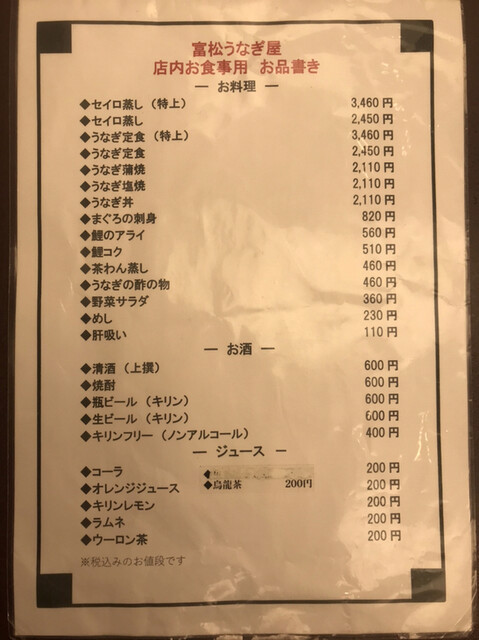 富松うなぎ屋
店内お食事用 お品書き
― お料理 ―
◆セイロ蒸し（特上） 3,460円
◆セイロ蒸し 2,450円
◆うなぎ定食（特上） 3,460円
◆うなぎ定食 2,450円
◆うなぎ蒲焼 2,110円
◆うなぎ塩焼 2,110円
◆うなぎ丼 2,110円
◆まぐろの刺身 820円
◆鯉のアライ 560円
◆鯉コク 510円
◆茶わん蒸し 460円
◆うなぎの酢の物 460円
◆野菜サラダ 360円
◆めし 230円
◆肝吸い 110円
― お酒 ―
◆清酒（上撰） 600円
◆焼酎 600円
◆瓶ビール（キリン） 600円
◆生ビール（キリン） 600円
◆キリンフリー（ノンアルコール） 400円
― ジュース ―
◆コーラ 200円
◆烏龍茶 200円
◆オレンジジュース 200円
◆キリンレモン 200円
◆ラムネ 200円
◆ウーロン茶 200円
※税込みのお値段です